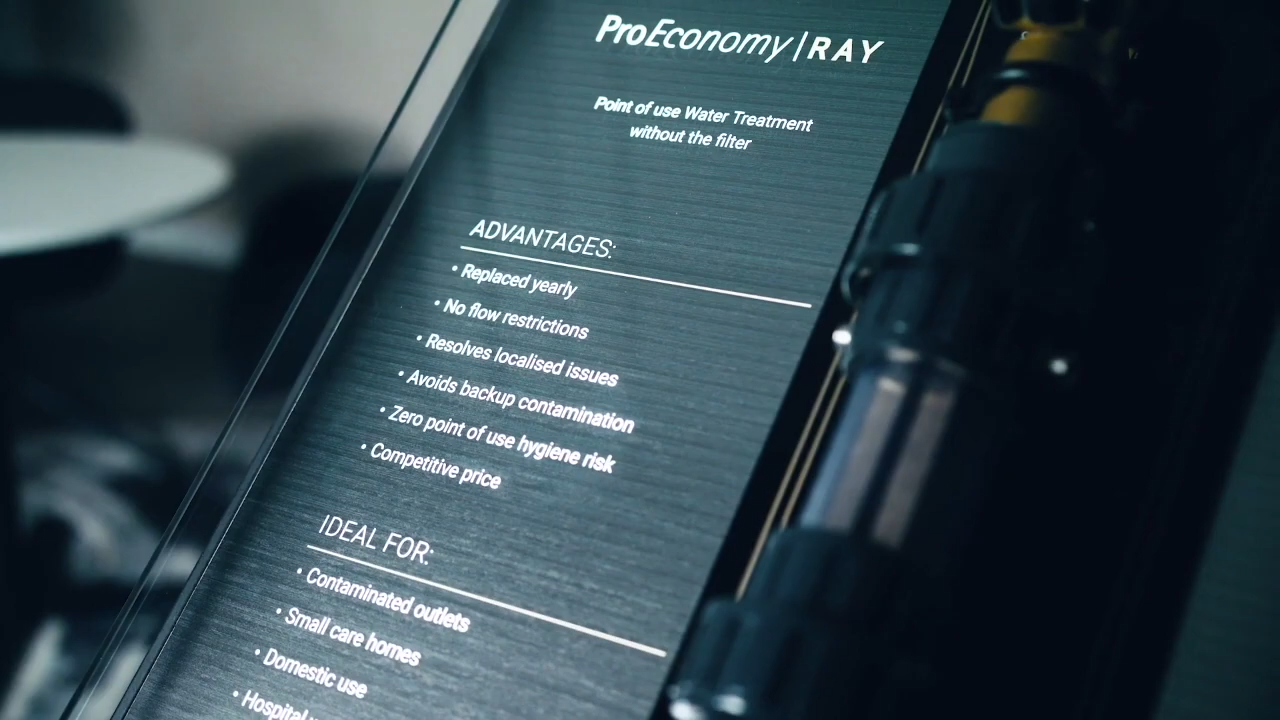 ProEconomy|RAY
Point of use Water Treatment
without the filter
ADVANTAGES:
• Replaced yearly
• No flow restrictions
• Resolves localised issues
• Avoids backup contamination
• Zero point of use hygiene risk
• Competitive price
IDEAL FOR:
• Contaminated outlets
• Small care homes
• Domestic use
• Hospital